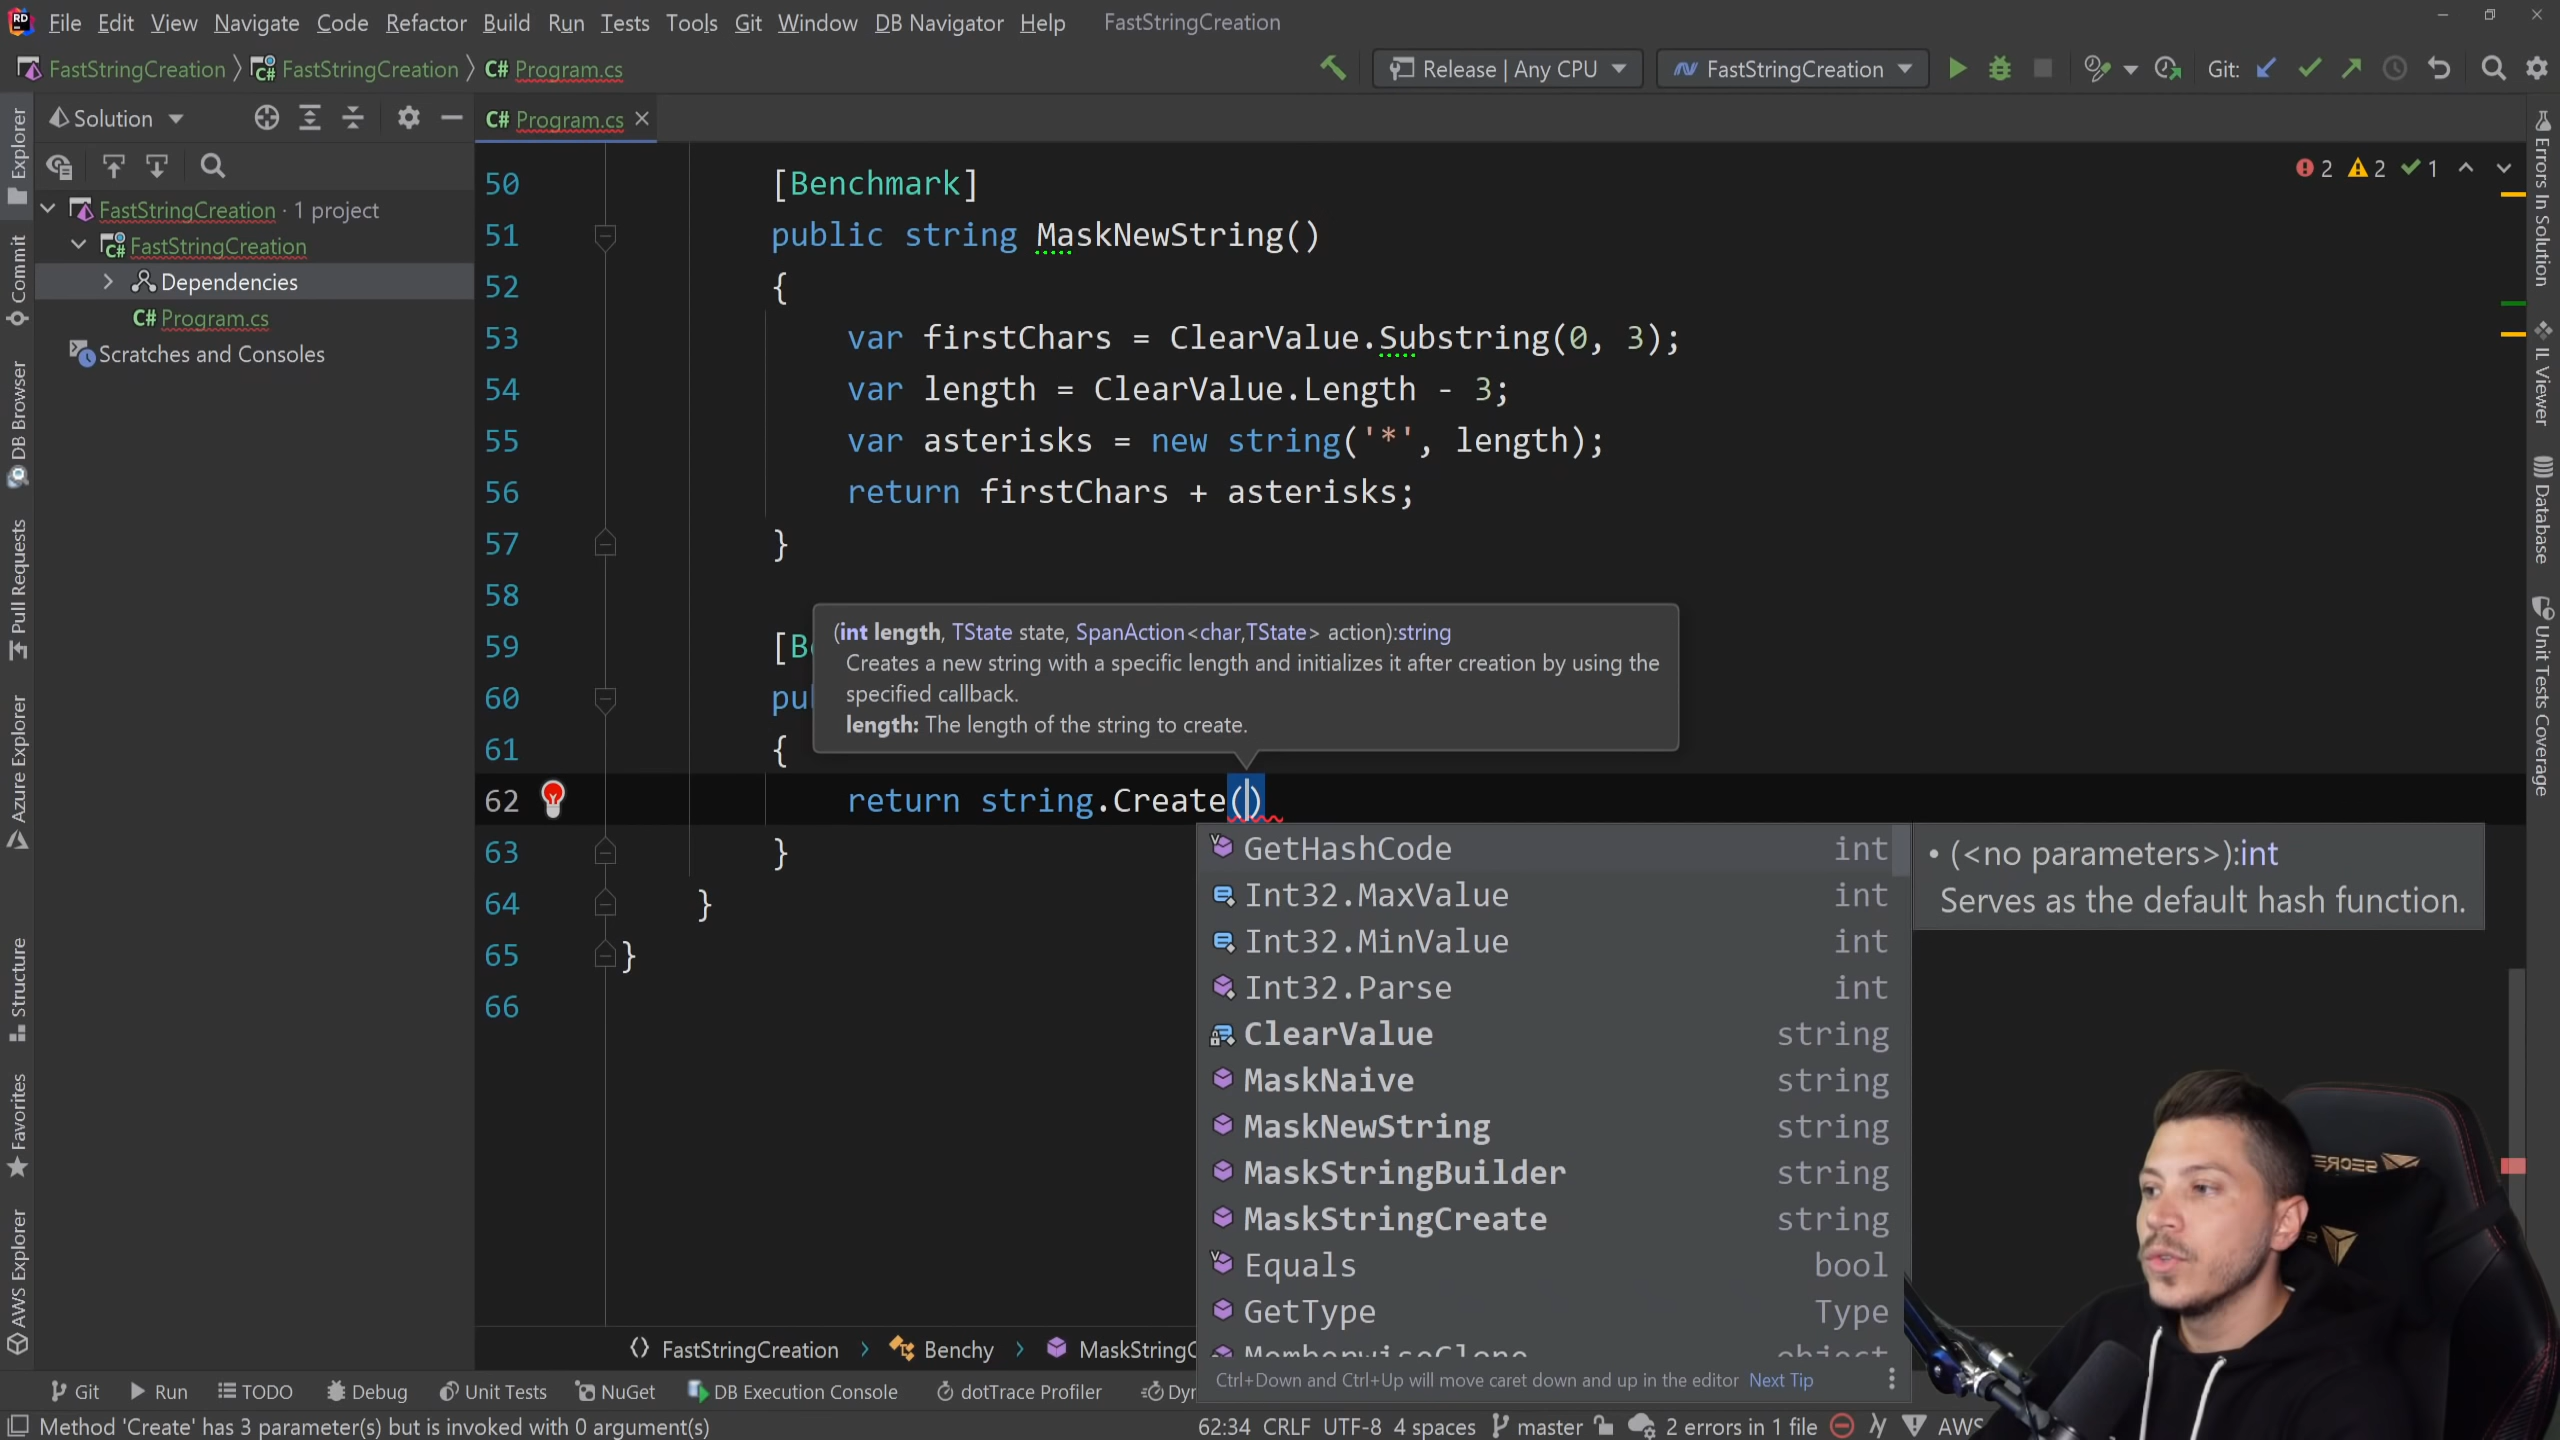 File Edit View Navigate Code Refactor Build Run Tests Tools Git Window DB Navigator Help FastStringCreation
FastStringCreation FastStringCreation C# Program.cs Release | Any CPU FastStringCreation Git:
Solution
C# Program.cs
FastStringCreation · 1 project
FastStringCreation
Dependencies
C# Program.cs
Scratches and Consoles
Explorer
Commit
DB Browser
Pull Requests
Azure Explorer
Structure
Favorites
AWS Explorer
2 2 1
50 [Benchmark]
51 public string MaskNewString()
52 {
53 var firstChars = ClearValue.Substring(0, 3);
54 var length = ClearValue.Length - 3;
55 var asterisks = new string('*', length);
56 return firstChars + asterisks;
57 }
58
(int length, TState state, SpanAction<char,TState> action):string
Creates a new string with a specific length and initializes it after creation by using the
specified callback.
length: The length of the string to create.
59 [B
60 pu
61 {
62 return string.Create()
63 }
64 }
65 }
66
GetHashCode int
Int32.MaxValue int
Int32.MinValue int
Int32.Parse int
ClearValue string
MaskNaive string
MaskNewString string
MaskStringBuilder string
MaskStringCreate string
Equals bool
GetType Type
MemberwiseClone object
Ctrl+Down and Ctrl+Up will move caret down and up in the editor Next Tip
• (<no parameters>):int
Serves as the default hash function.
Errors In Solution
IL Viewer
Database
Unit Tests Coverage
SECRE
FastStringCreation Benchy MaskStringC
Git Run TODO Debug Unit Tests NuGet DB Execution Console dotTrace Profiler Dyn
Method 'Create' has 3 parameter(s) but is invoked with 0 argument(s) 62:34 CRLF UTF-8 4 spaces master 2 errors in 1 file AWS